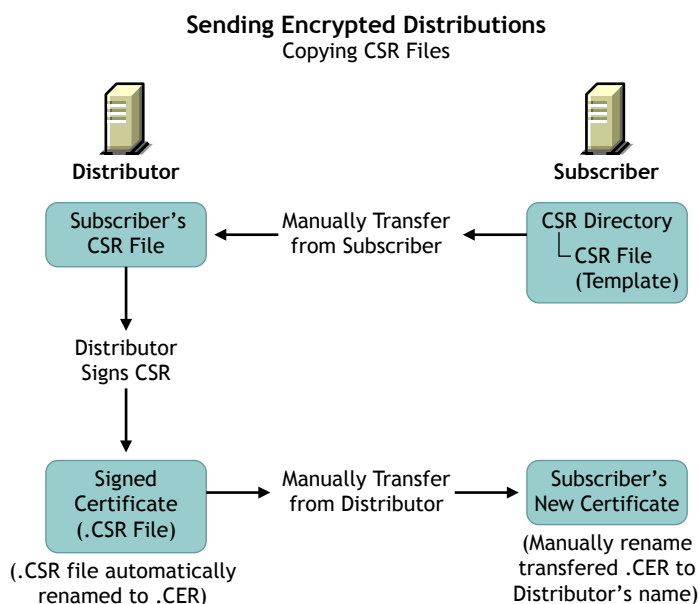 Sending Encrypted Distributions
Copying CSR Files
Distributor
Subscriber
Subscriber's
CSR File
Manually Transfer
from Subscriber
CSR Directory
CSR File
(Template)
Distributor
Signs CSR
Signed
Certificate
(.CSR File)
Manually Transfer
from Distributor
Subscriber's
New Certificate
(.CSR file automatically
renamed to .CER)
(Manually rename
transfered .CER to
Distributor's name)